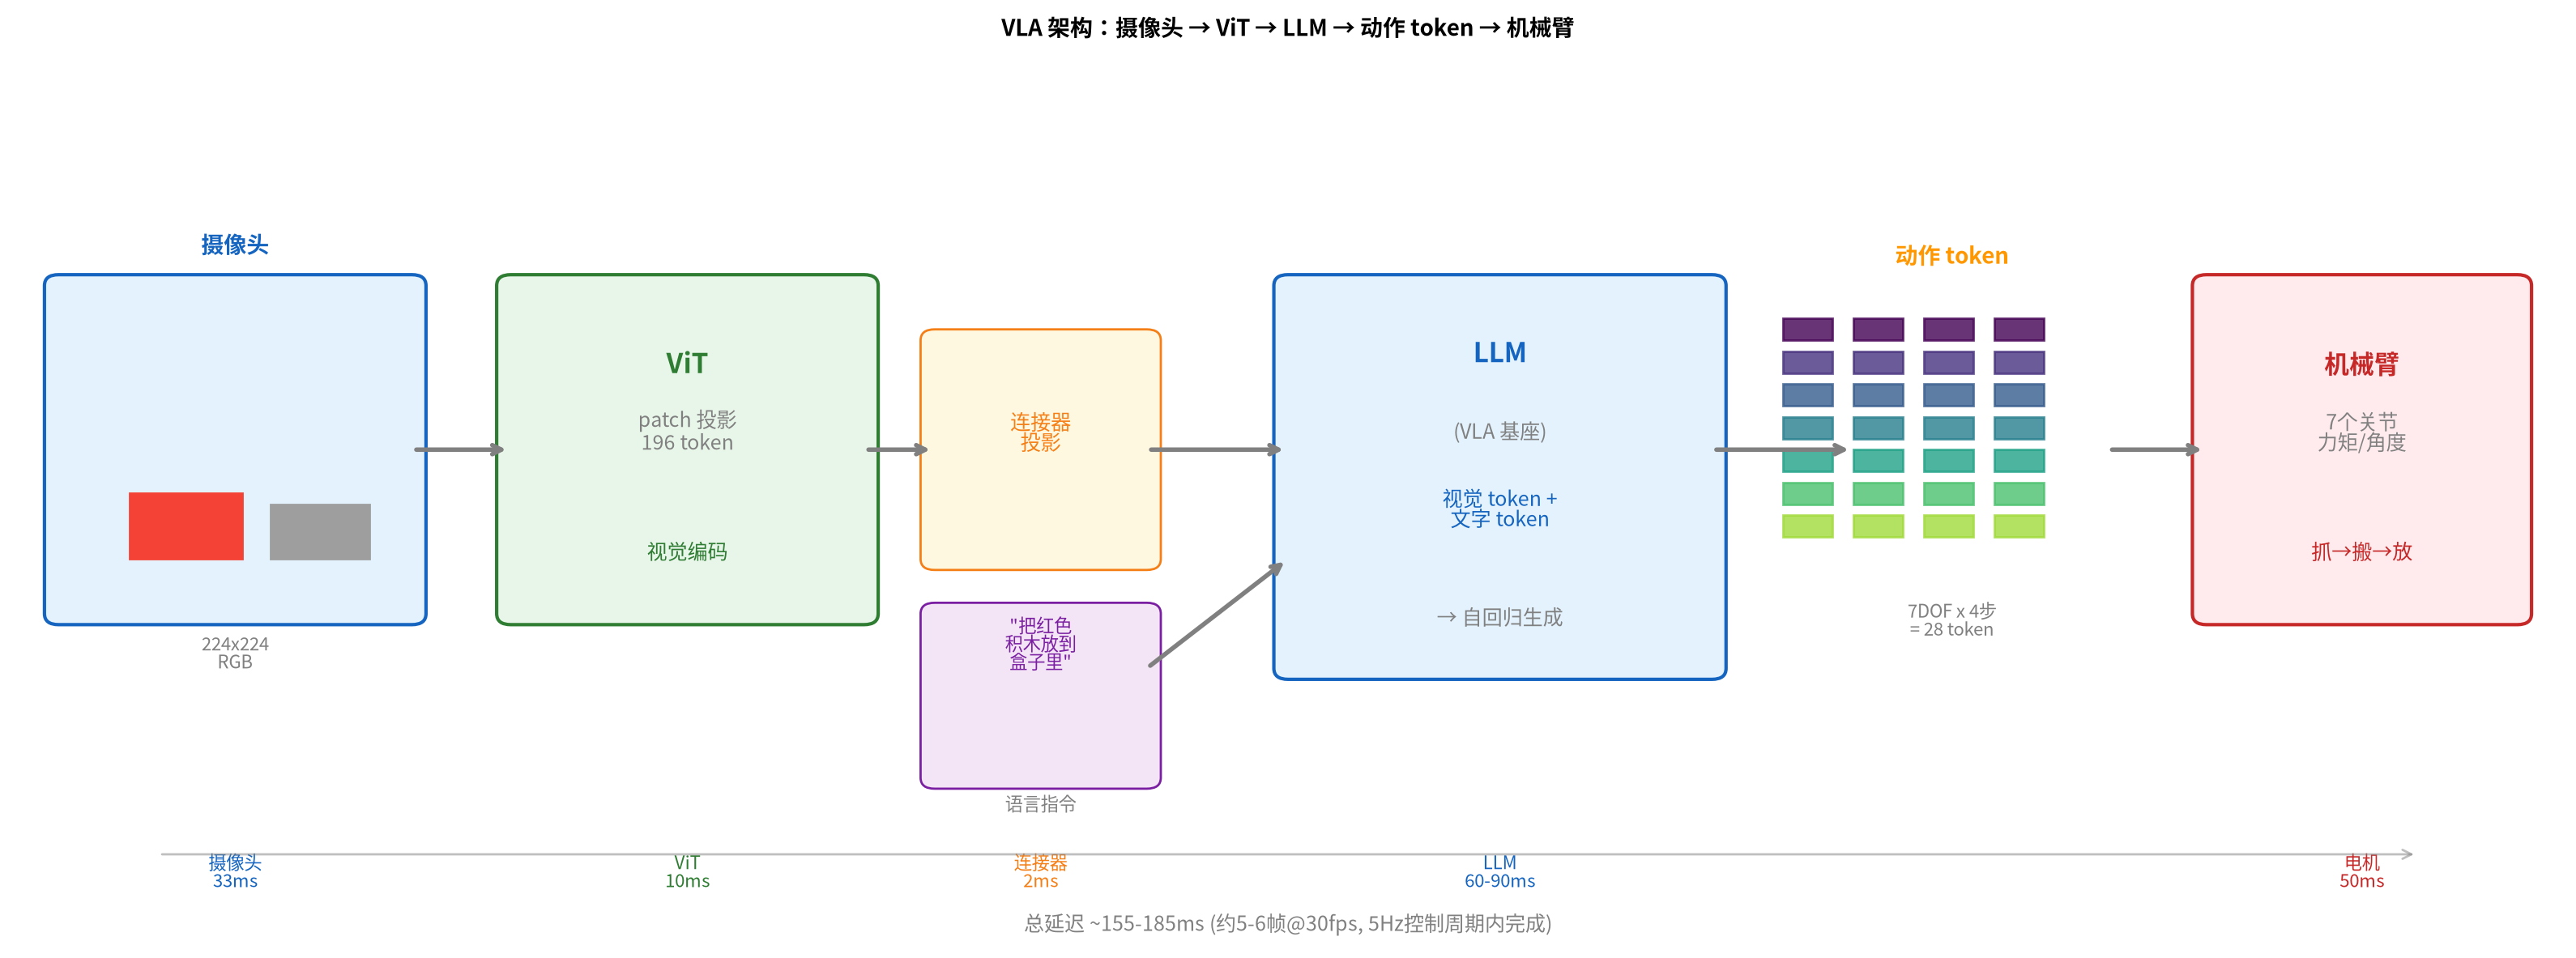 VLA 架构：摄像头 → ViT → LLM → 动作 token → 机械臂
摄像头
224x224
RGB
ViT
patch 投影
196 token
视觉编码
连接器
投影
"把红色
积木放到
盒子里"
语言指令
LLM
(VLA 基座)
视觉 token +
文字 token
→ 自回归生成
动作 token
7DOF x 4步
= 28 token
机械臂
7个关节
力矩/角度
抓→搬→放
摄像头
33ms
ViT
10ms
连接器
2ms
LLM
60-90ms
电机
50ms
总延迟 ~155-185ms (约5-6帧@30fps, 5Hz控制周期内完成)